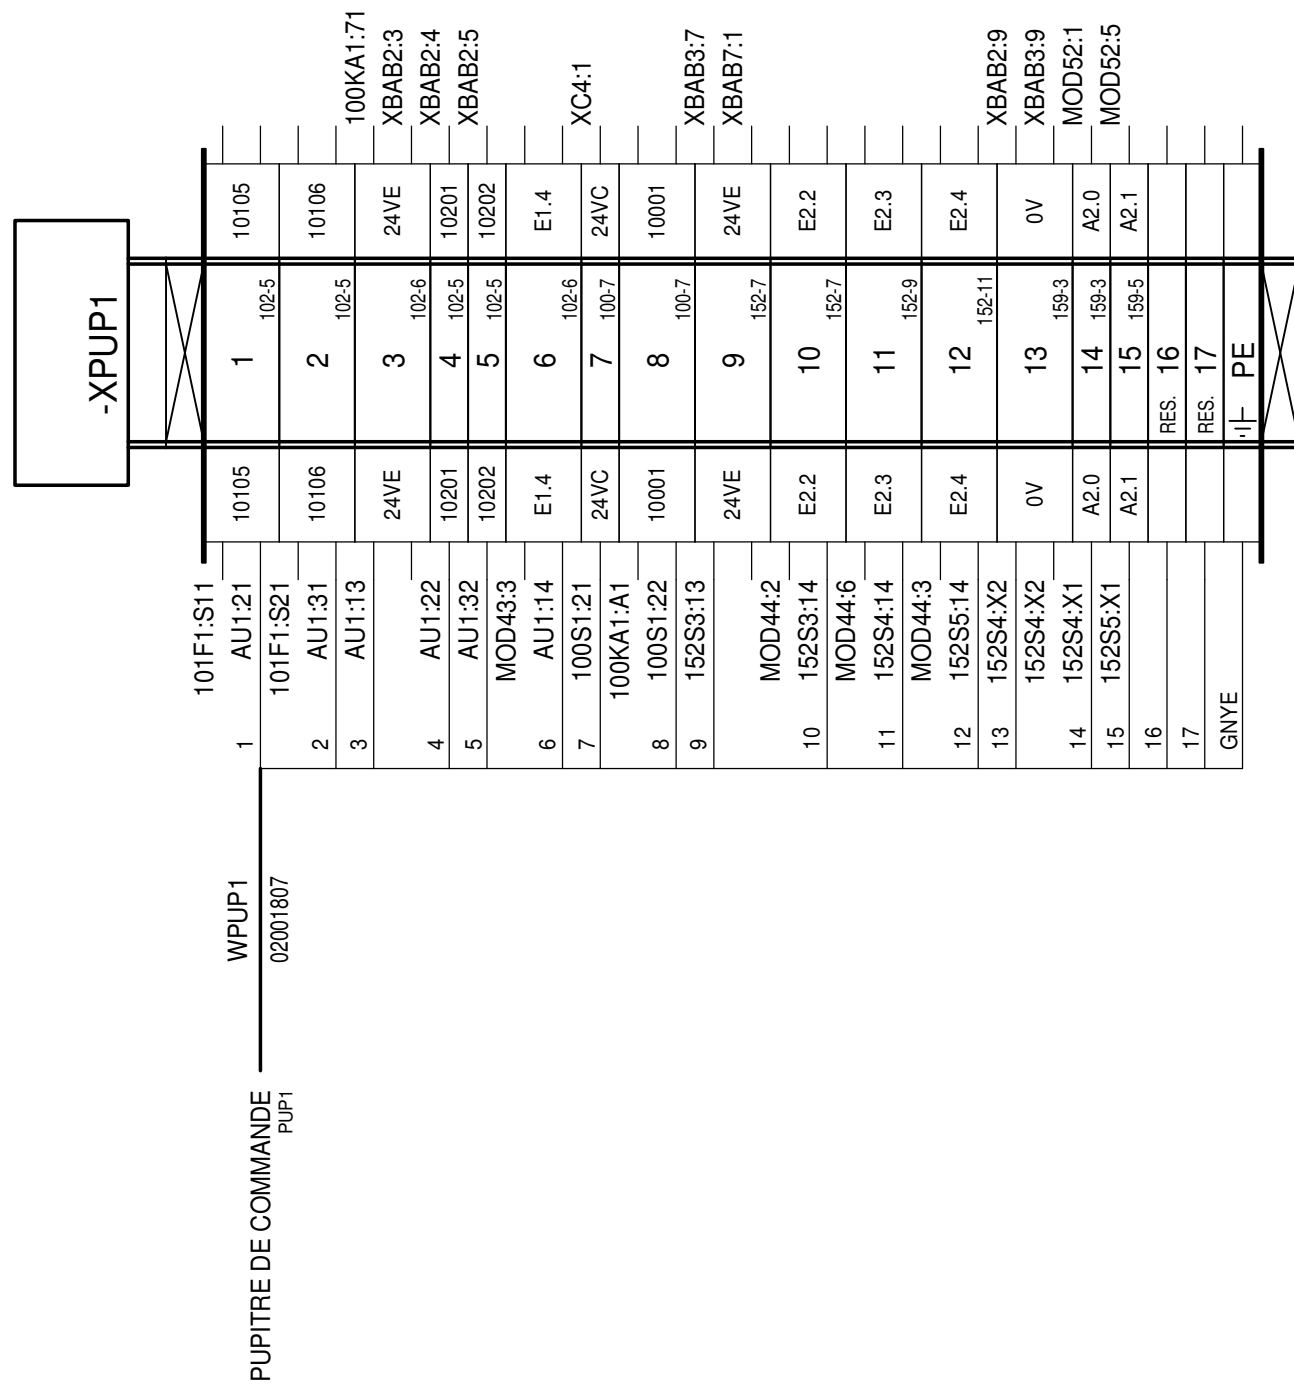 -XPUP1
100KA1:71
XBAB2:3
XBAB2:4
XBAB2:5
XC4:1
XBAB3:7
XBAB7:1
XBAB2:9
XBAB3:9
MOD52:1
MOD52:5
10105
10106
24VE
10201
10202
E1.4
24VC
10001
24VE
E2.2
E2.3
E2.4
0V
A2.0
A2.1
102-5
102-5
102-6
102-5
102-5
102-6
100-7
100-7
152-7
152-7
152-9
152-11
159-3
159-3
159-5
1
2
3
4
5
6
7
8
9
10
11
12
13
14
15
RES. 16
RES. 17
PE
10105
10106
24VE
10201
10202
E1.4
24VC
10001
24VE
E2.2
E2.3
E2.4
0V
A2.0
A2.1
101F1:S11
AU1:21
101F1:S21
AU1:31
AU1:13
AU1:22
AU1:32
MOD43:3
AU1:14
100S1:21
100KA1:A1
100S1:22
152S3:13
MOD44:2
152S3:14
MOD44:6
152S4:14
MOD44:3
152S5:14
152S4:X2
152S4:X2
152S4:X1
152S5:X1
1
2
3
4
5
6
7
8
9
10
11
12
13
14
15
16
17
GNYE
WPUP1
02001807
PUPITRE DE COMMANDE
PUP1